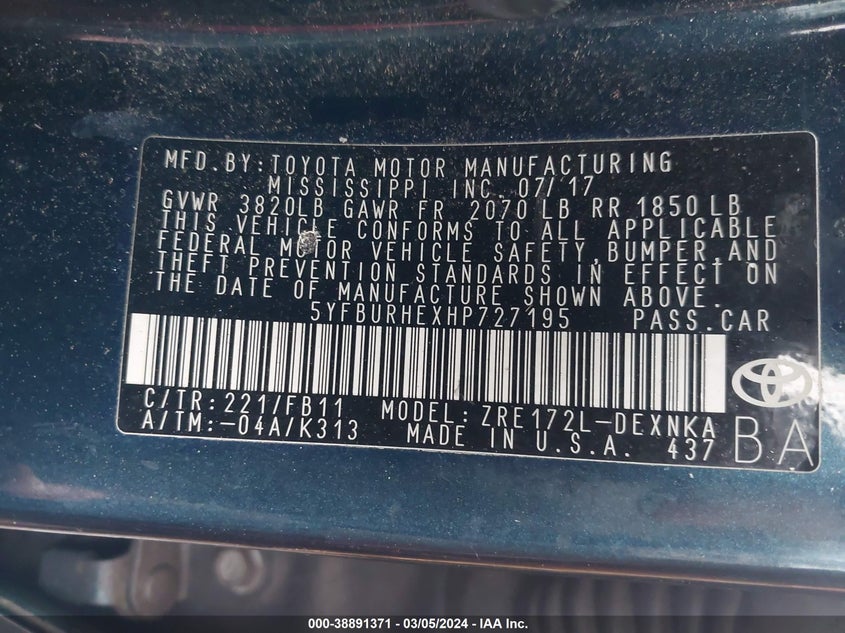 MFD.BY:TOYOTA MOTOR MANUFACTURING
MISSISSIPPI INC. 07/17
GVWR 3820LB GAWR FR 2070 LB RR 1850 LB
THIS VEHICLE CONFORMS TO ALL APPLICABLE
FEDERAL MOTOR VEHICLE SAFETY,BUMPER,AND
THEFT PREVENTION STANDARDS IN EFFECT ON
THE DATE OF MANUFACTURE SHOWN ABOVE.
5YFBURHEXHP727195 PASS.CAR
C/TR:221/FB11 MODEL:ZRE172L-DEXNKA
A/TM:-04A/K313 MADE IN U.S.A. 437
BA
000-38891371 - 03/05/2024 - IAA Inc.